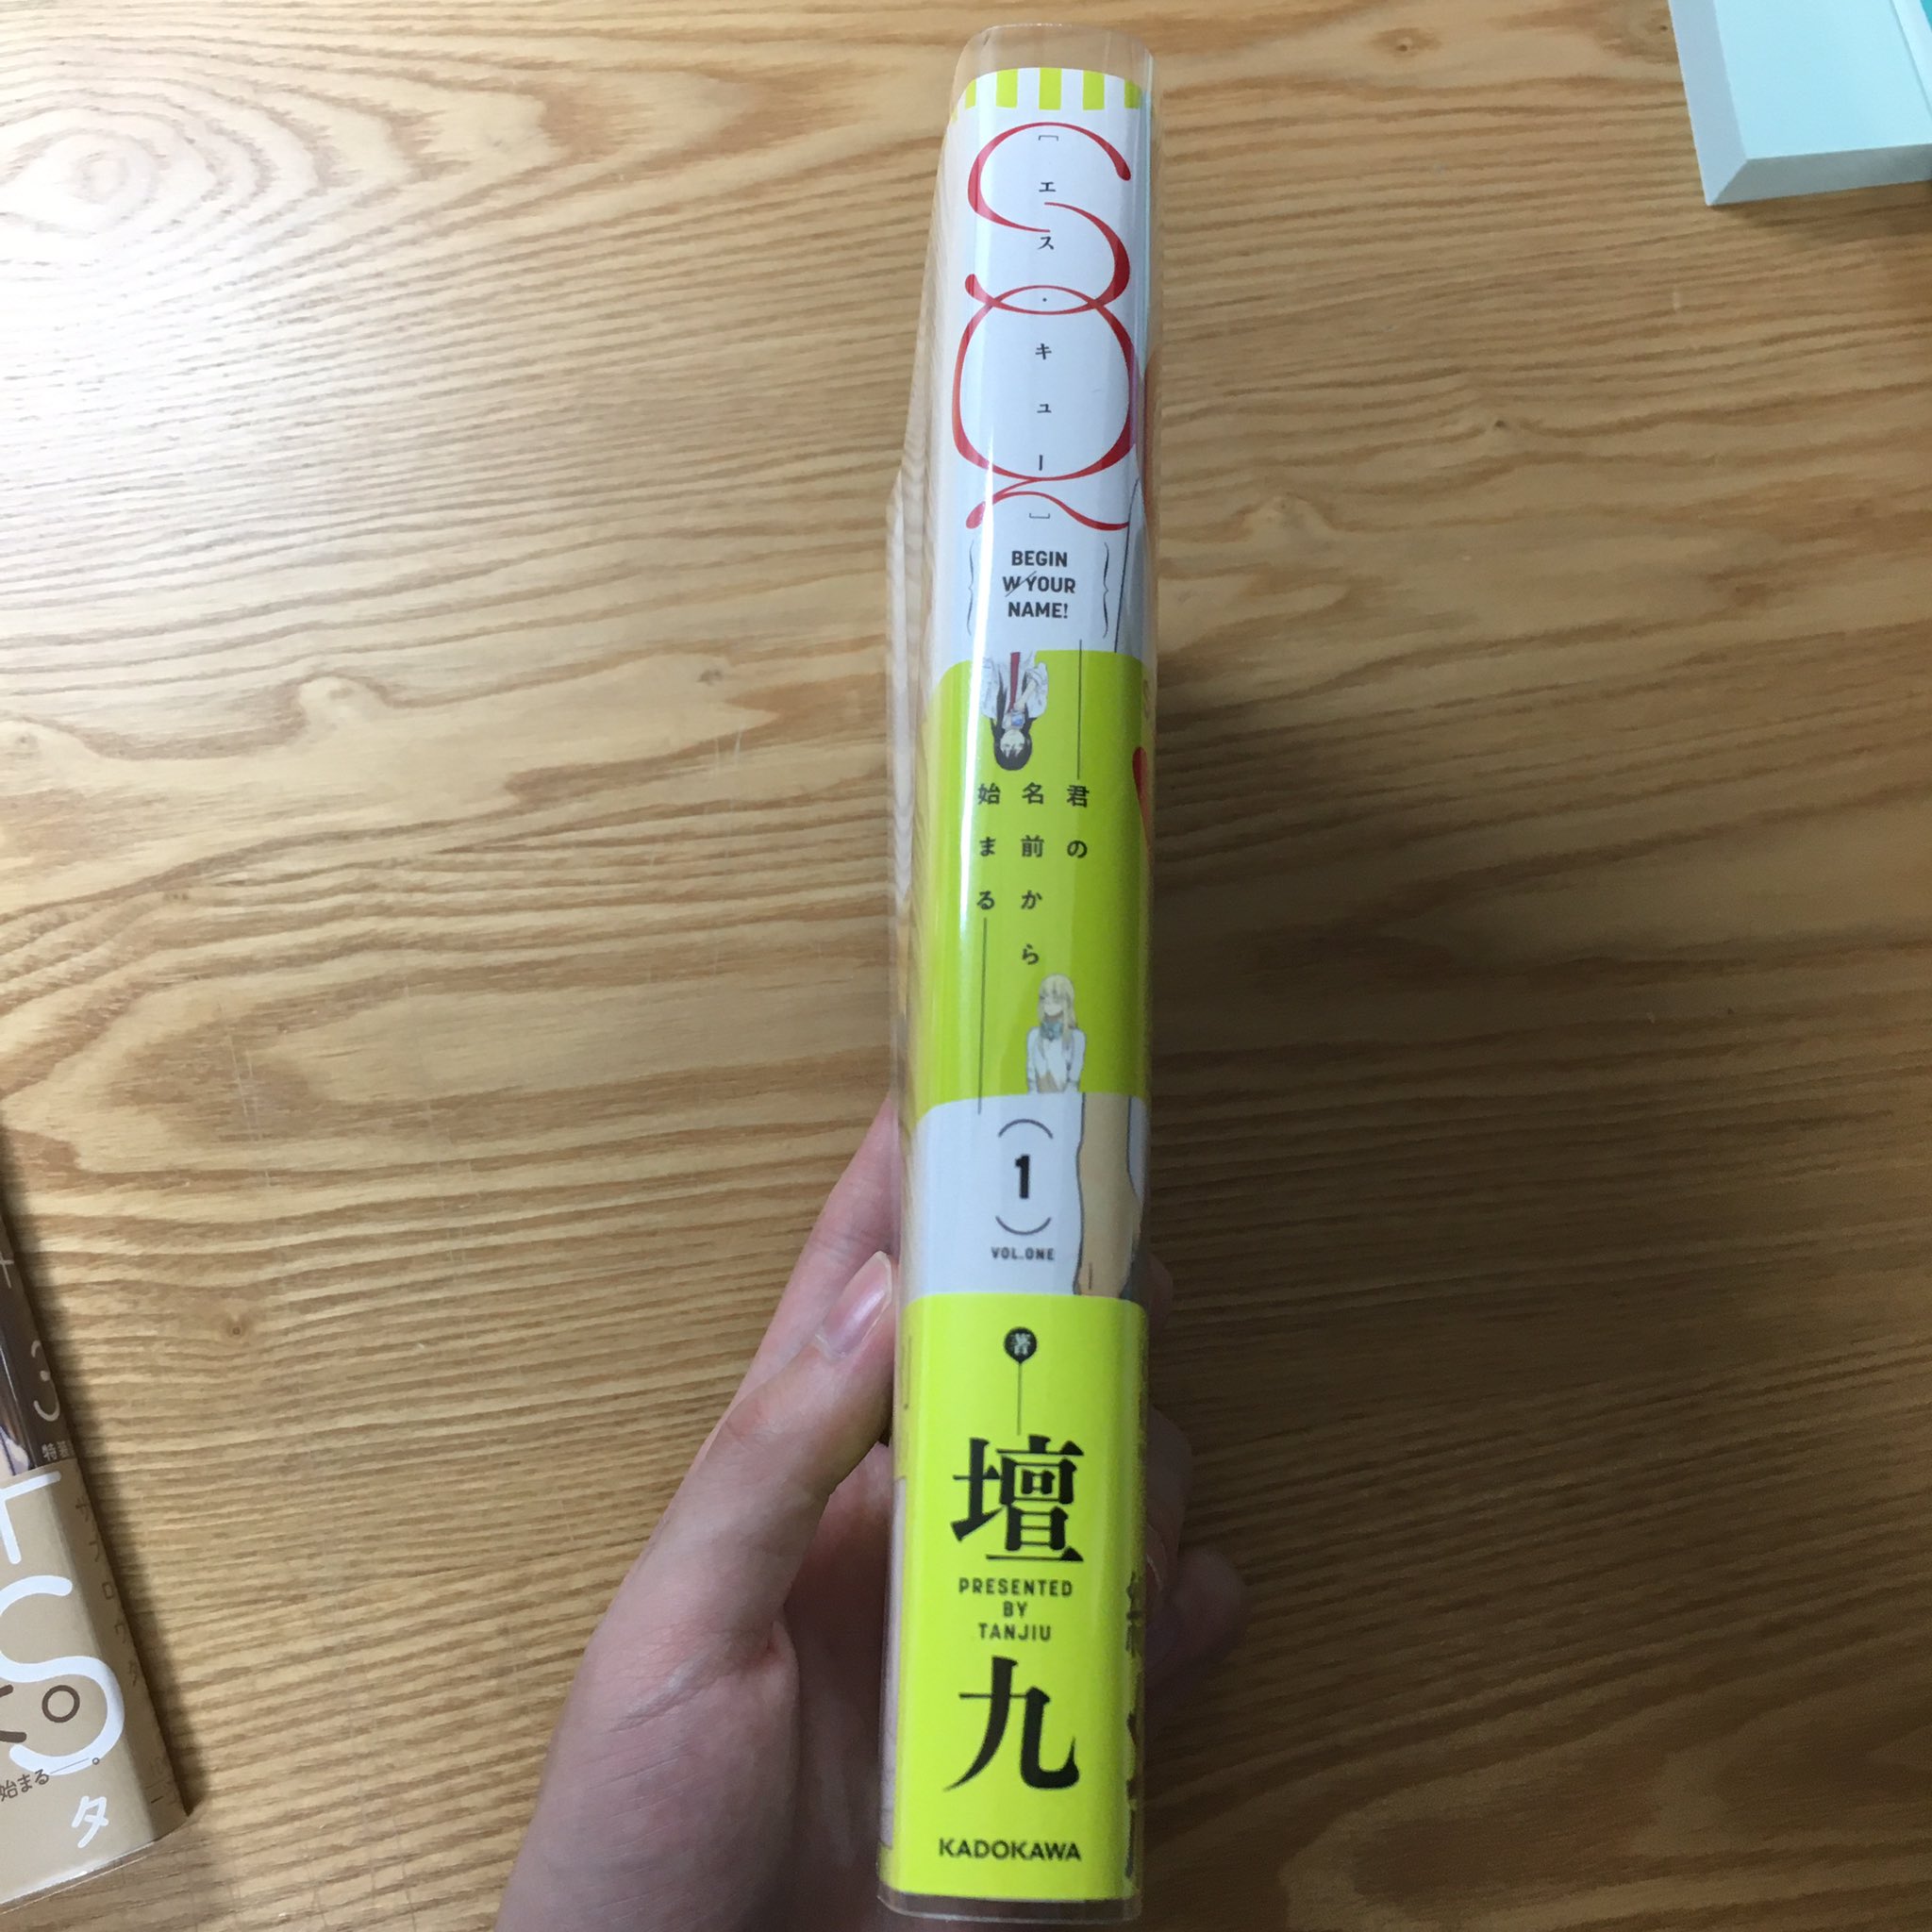 SQ
[エス・キュー]
BEGIN
W/YOUR
NAME!
君の
名前から
始まる
(1)
VOL.ONE
著
壇
PRESENTED
BY
TANJIU
九
KADOKAWA
始まる
。
タ